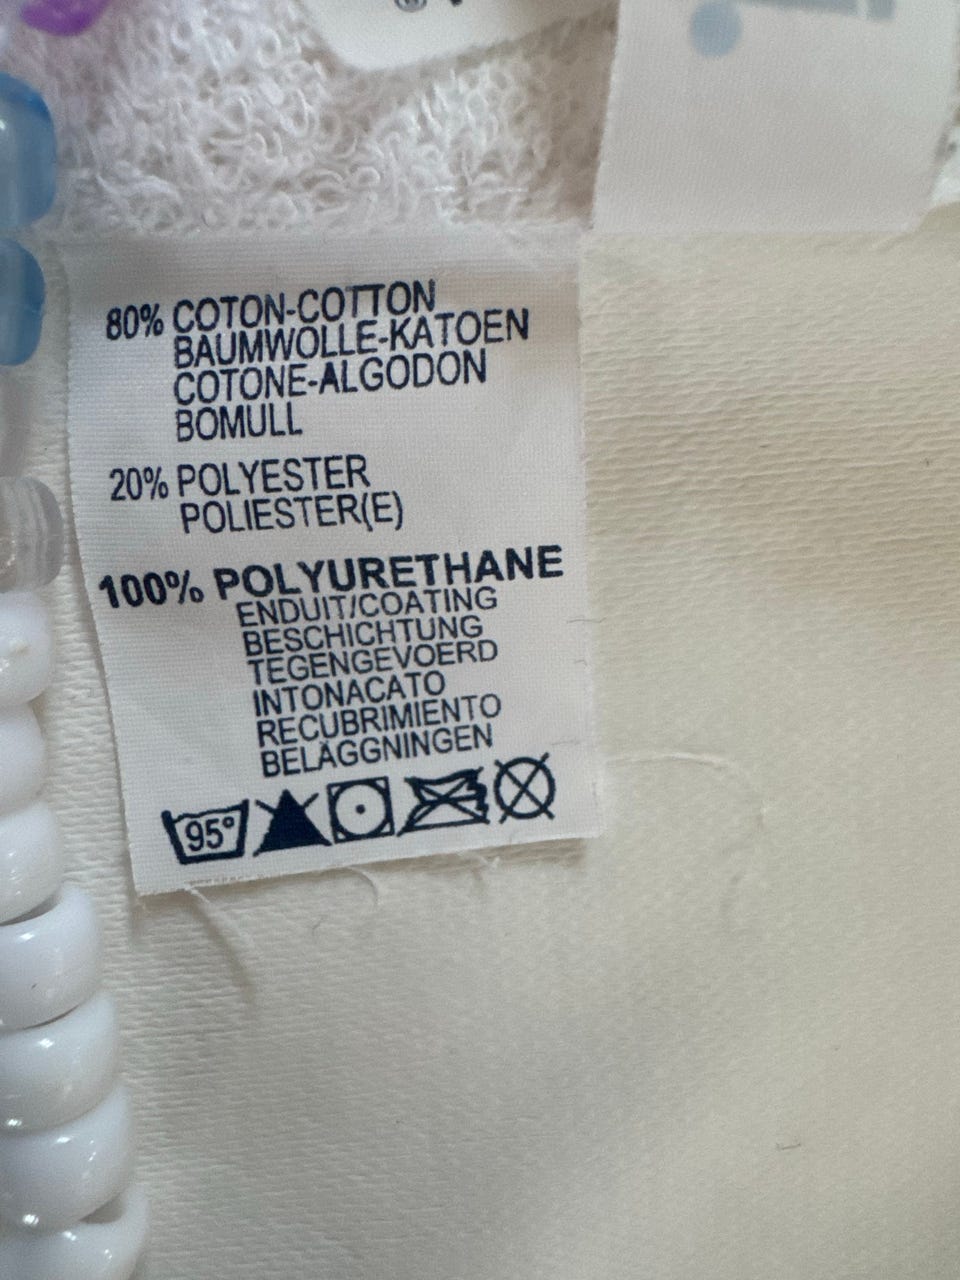 80% COTON-COTTON
BAUMWOLLE-KATOEN
COTONE-ALGODON
BOMULL
20% POLYESTER
POLIESTER(E)
100% POLYURETHANE
ENDUIT/COATING
BESCHICHTUNG
TEGENGEVOERD
INTONACATO
RECUBRIMIENTO
BELÄGGNINGEN
95°